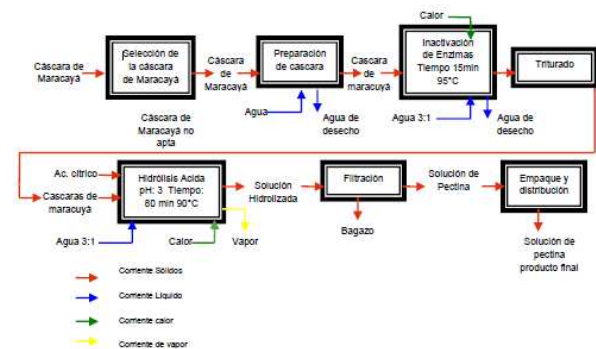 Cáscara de
Maracayá
Selección de
la cáscara
de Maracayá
Cáscara
de
Maracayá
Cáscara de
Maracayá no
apta
Preparación
de cascara
Agua
Agua de
desecho
Cascara
de
maracuyá
Calor
Inactivación
de Enzimas
Tiempo 15min
95°C
Agua 3:1
Agua de
desecho
Triturado
Ac. cítrico
Cascaras de
maracuyá
Agua 3:1
Hidrólisis Acida
pH: 3 Tiempo:
80 min 90°C
Calor
Vapor
Solución
Hidrolizada
Filtración
Bagazo
Solución de
Pectina
Empaque y
distribución
Solución de
pectina
producto final
Corriente Sólidos
Corriente Líquido
Corriente calor
Corriente de vapor